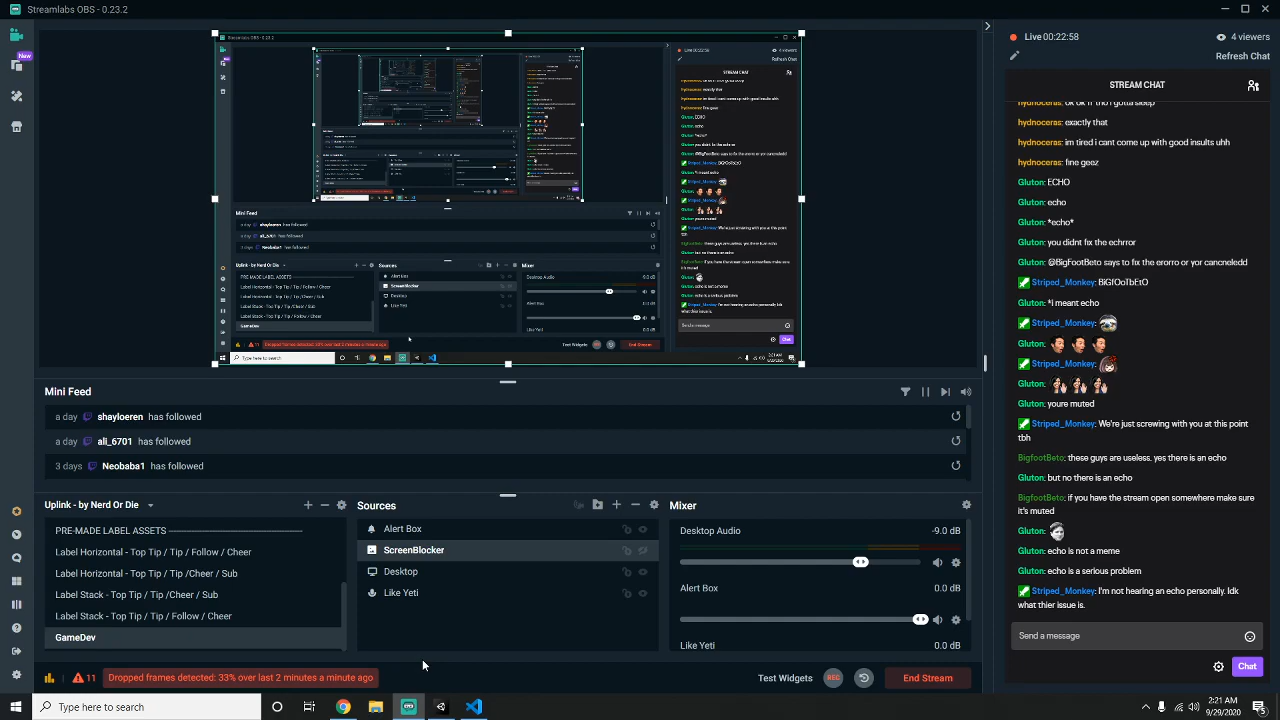 Streamlabs OBS - 0.23.2
New
Live 00:22:58
4 viewers
Refresh Chat
STREAM CHAT
hydnoceras: exactly that
hydnoceras: im tired i cant come up with good heads ahh
hydnoceras: fine geez
Gluton: ECHO
Gluton: echo
Gluton: *echo*
Gluton: you didnt fix the echrror
Gluton: @BigFootBeto says to fix the erorro or yer canceledd
Striped_Monkey: BiGfOoTbEtO
Gluton: *i meant echo
Striped_Monkey:
Gluton:
Striped_Monkey:
Gluton:
Gluton: youre muted
Striped_Monkey: We're just screwing with you at this point
tbh
BigfootBeto: these guys are useless. yes there is an echo
Gluton: but no there is an echo
BigfootBeto: if you have the stream open somewhere make sure
it's muted
Gluton:
Gluton: echo is not a meme
Gluton: echo is a serious problem
Striped_Monkey: I'm not hearing an echo personally. Idk
what thier issue is.
Send a message
Chat
Mini Feed
a day shayloeren has followed
a day ali_6701 has followed
3 days Neobaba1 has followed
Uplink - by Nerd Or Die
PRE-MADE LABEL ASSETS
Label Horizontal - Top Tip / Tip / Follow / Cheer
Label Horizontal - Top Tip / Tip /Cheer / Sub
Label Stack - Top Tip / Tip /Cheer / Sub
Label Stack - Top Tip / Tip / Follow / Cheer
GameDev
Sources
Alert Box
ScreenBlocker
Desktop
Like Yeti
Mixer
Desktop Audio -9.0 dB
Alert Box 0.0 dB
Like Yeti 0.0 dB
11 Dropped frames detected: 33% over last 2 minutes a minute ago
Test Widgets REC End Stream
Type here to search
2:21 AM
9/29/2020